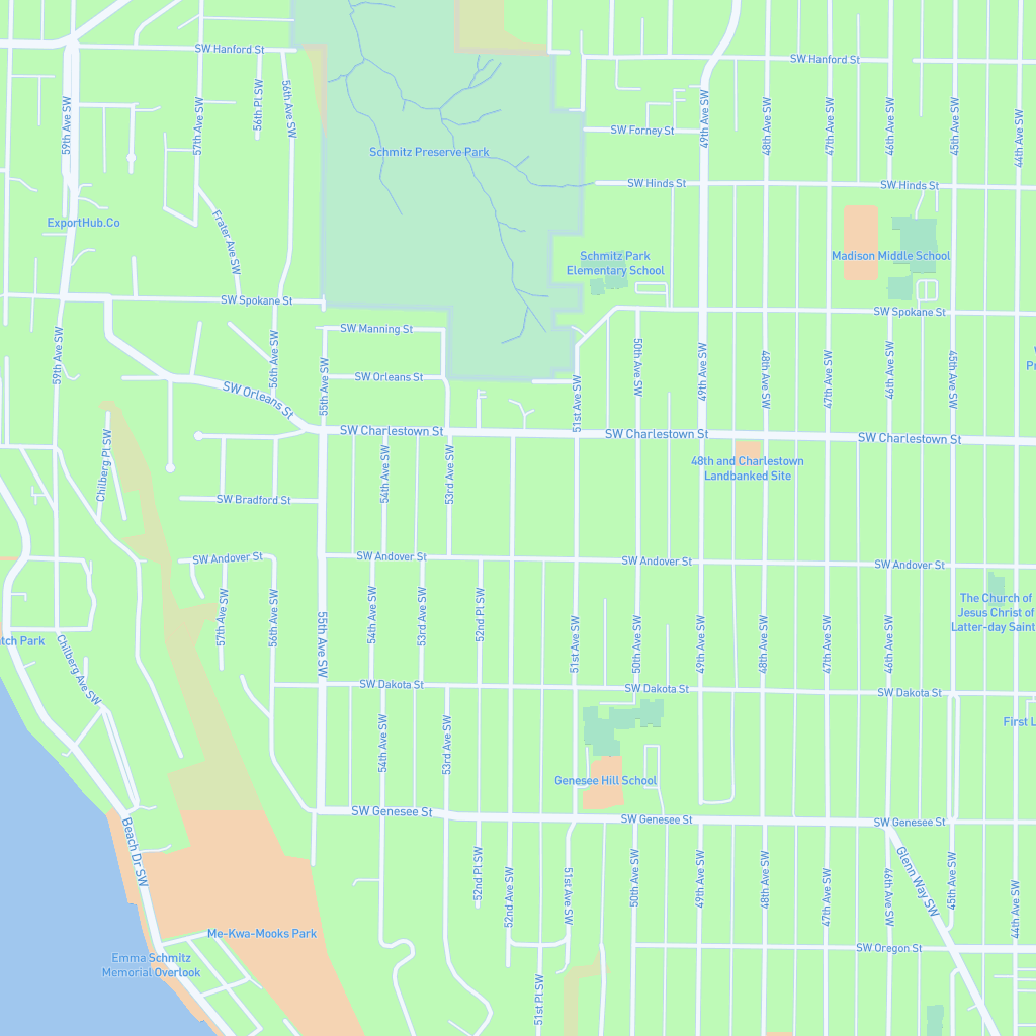 SW Hanford St
SW Hanford St
59th Ave SW
57th Ave SW
56th Pl SW
56th Ave SW
49th Ave SW
48th Ave SW
47th Ave SW
46th Ave SW
45th Ave SW
44th Ave SW
SW Forney St
Schmitz Preserve Park
SW Hinds St
SW Hinds St
ExportHub.Co
Frater Ave SW
Schmitz Park
Elementary School
Madison Middle School
SW Spokane St
SW Spokane St
SW Manning St
59th Ave SW
56th Ave SW
55th Ave SW
SW Orleans St
SW Orleans St
51st Ave SW
50th Ave SW
49th Ave SW
48th Ave SW
47th Ave SW
46th Ave SW
45th Ave SW
SW Charlestown St
SW Charlestown St
SW Charlestown St
Chilberg Pl SW
54th Ave SW
53rd Ave SW
48th and Charlestown
Landbanked Site
SW Bradford St
SW Andover St
SW Andover St
SW Andover St
SW Andover St
57th Ave SW
56th Ave SW
55th Ave SW
54th Ave SW
53rd Ave SW
52nd Pl SW
51st Ave SW
50th Ave SW
49th Ave SW
48th Ave SW
47th Ave SW
46th Ave SW
The Church of
Jesus Christ of
Latter-day Saint
tch Park
Chilberg Ave SW
SW Dakota St
SW Dakota St
SW Dakota St
54th Ave SW
53rd Ave SW
First L
Genesee Hill School
SW Genesee St
SW Genesee St
SW Genesee St
Beach Dr SW
52nd Pl SW
52nd Ave SW
51st Ave SW
50th Ave SW
49th Ave SW
48th Ave SW
47th Ave SW
46th Ave SW
Glenn Way SW
45th Ave SW
44th Ave SW
Me-Kwa-Mooks Park
SW Oregon St
Emma Schmitz
Memorial Overlook
51st Pl SW